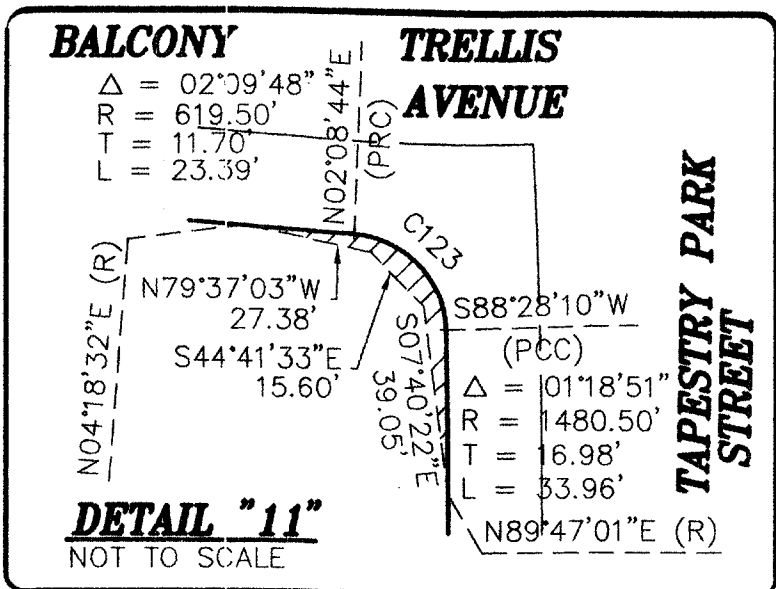 BALCONY TRELLIS
AVENUE
Δ = 02°09'48"
R = 619.50'
T = 11.70'
L = 23.39'
N02°08'44"E
(PRC)
C123
N04°18'32"E (R)
N79°37'03"W
27.38'
S44°41'33"E
15.60'
S07°40'22"E
39.05'
S88°28'10"W
(PCC)
Δ = 01°18'51"
R = 1480.50'
T = 16.98'
L = 33.96'
N89°47'01"E (R)
TAPESTRY PARK
STREET
DETAIL "11"
NOT TO SCALE